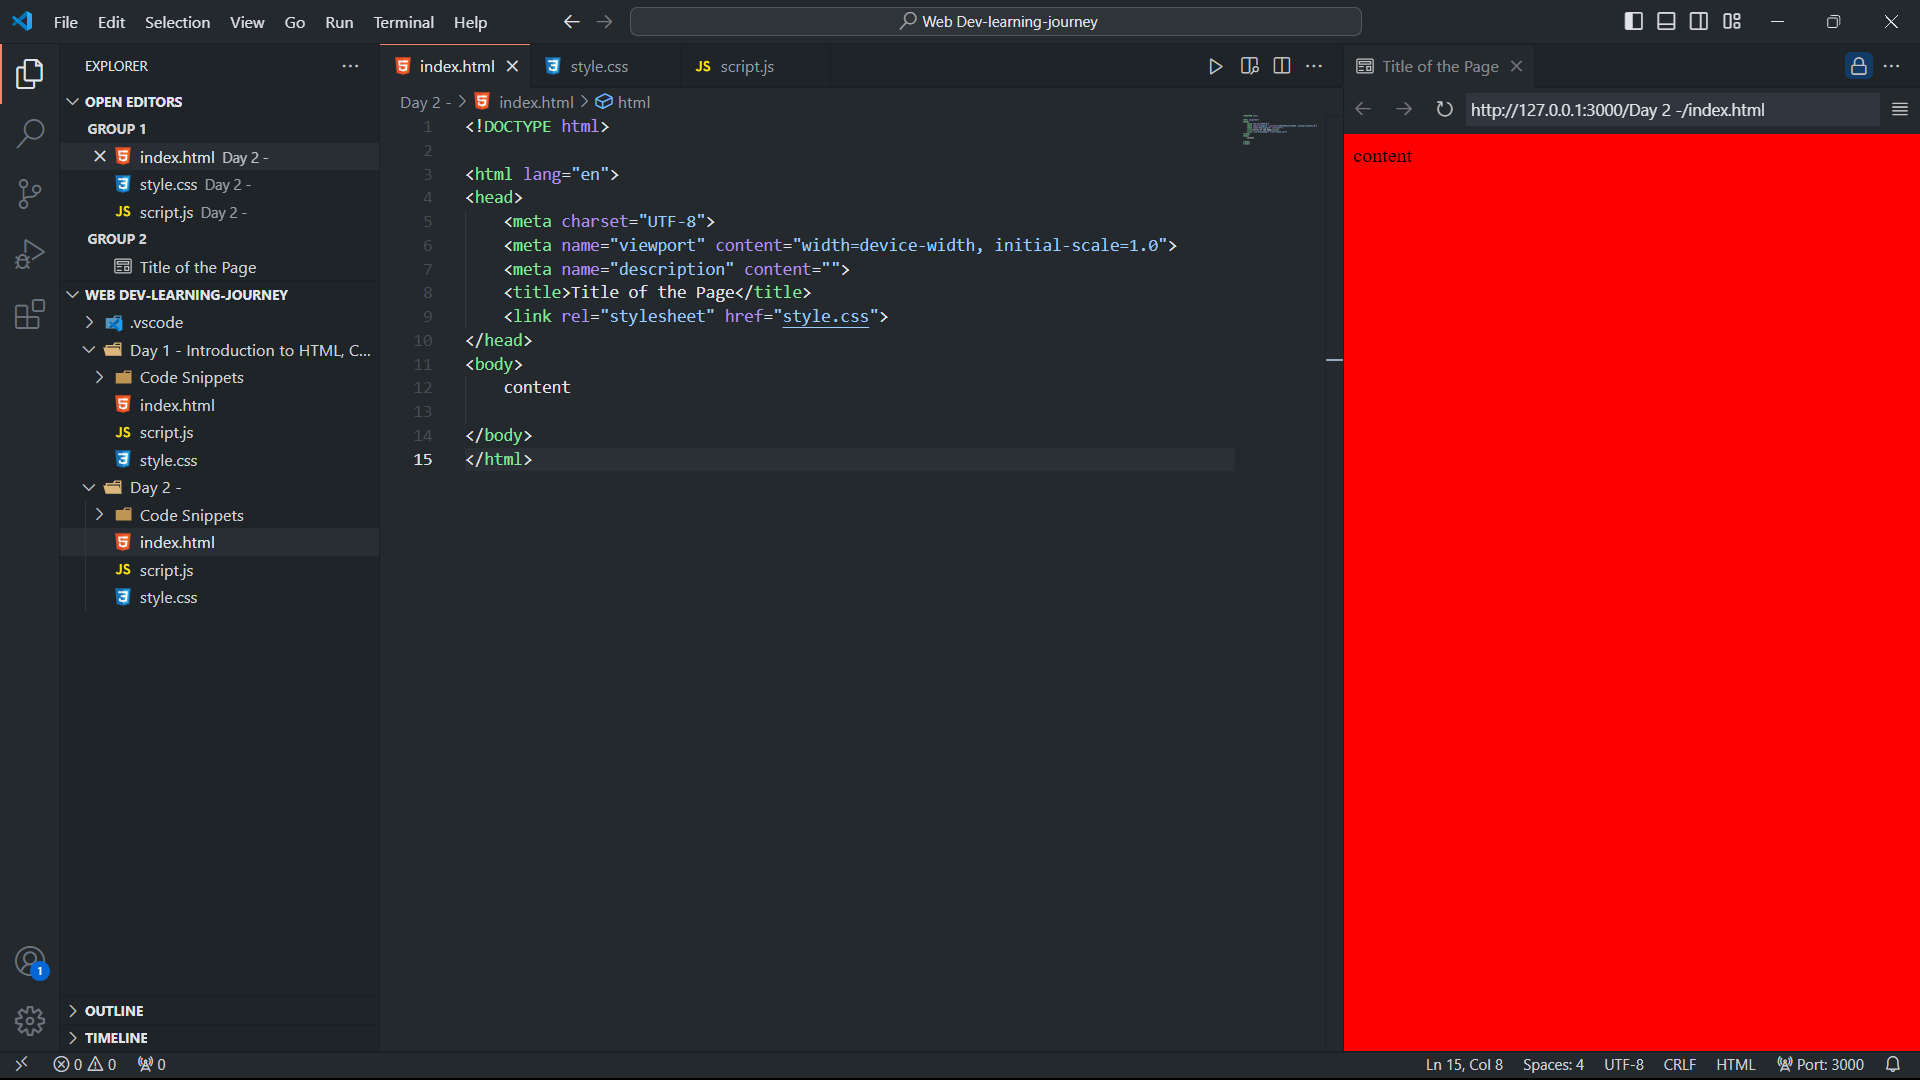 File Edit Selection View Go Run Terminal Help
Web Dev-learning-journey
EXPLORER
OPEN EDITORS
GROUP 1
index.html Day 2 -
style.css Day 2 -
JS script.js Day 2 -
GROUP 2
Title of the Page
WEB DEV-LEARNING-JOURNEY
.vscode
Day 1 - Introduction to HTML, C...
Code Snippets
index.html
JS script.js
style.css
Day 2 -
Code Snippets
index.html
JS script.js
style.css
OUTLINE
TIMELINE
1
index.html
style.css
JS script.js
Day 2 - > index.html > html
1 <!DOCTYPE html>
2
3 <html lang="en">
4 <head>
5 <meta charset="UTF-8">
6 <meta name="viewport" content="width=device-width, initial-scale=1.0">
7 <meta name="description" content="">
8 <title>Title of the Page</title>
9 <link rel="stylesheet" href="style.css">
10 </head>
11 <body>
12 content
13
14 </body>
15 </html>
Title of the Page
http://127.0.0.1:3000/Day 2 -/index.html
content
0 0 0
Ln 15, Col 8 Spaces: 4 UTF-8 CRLF HTML Port: 3000